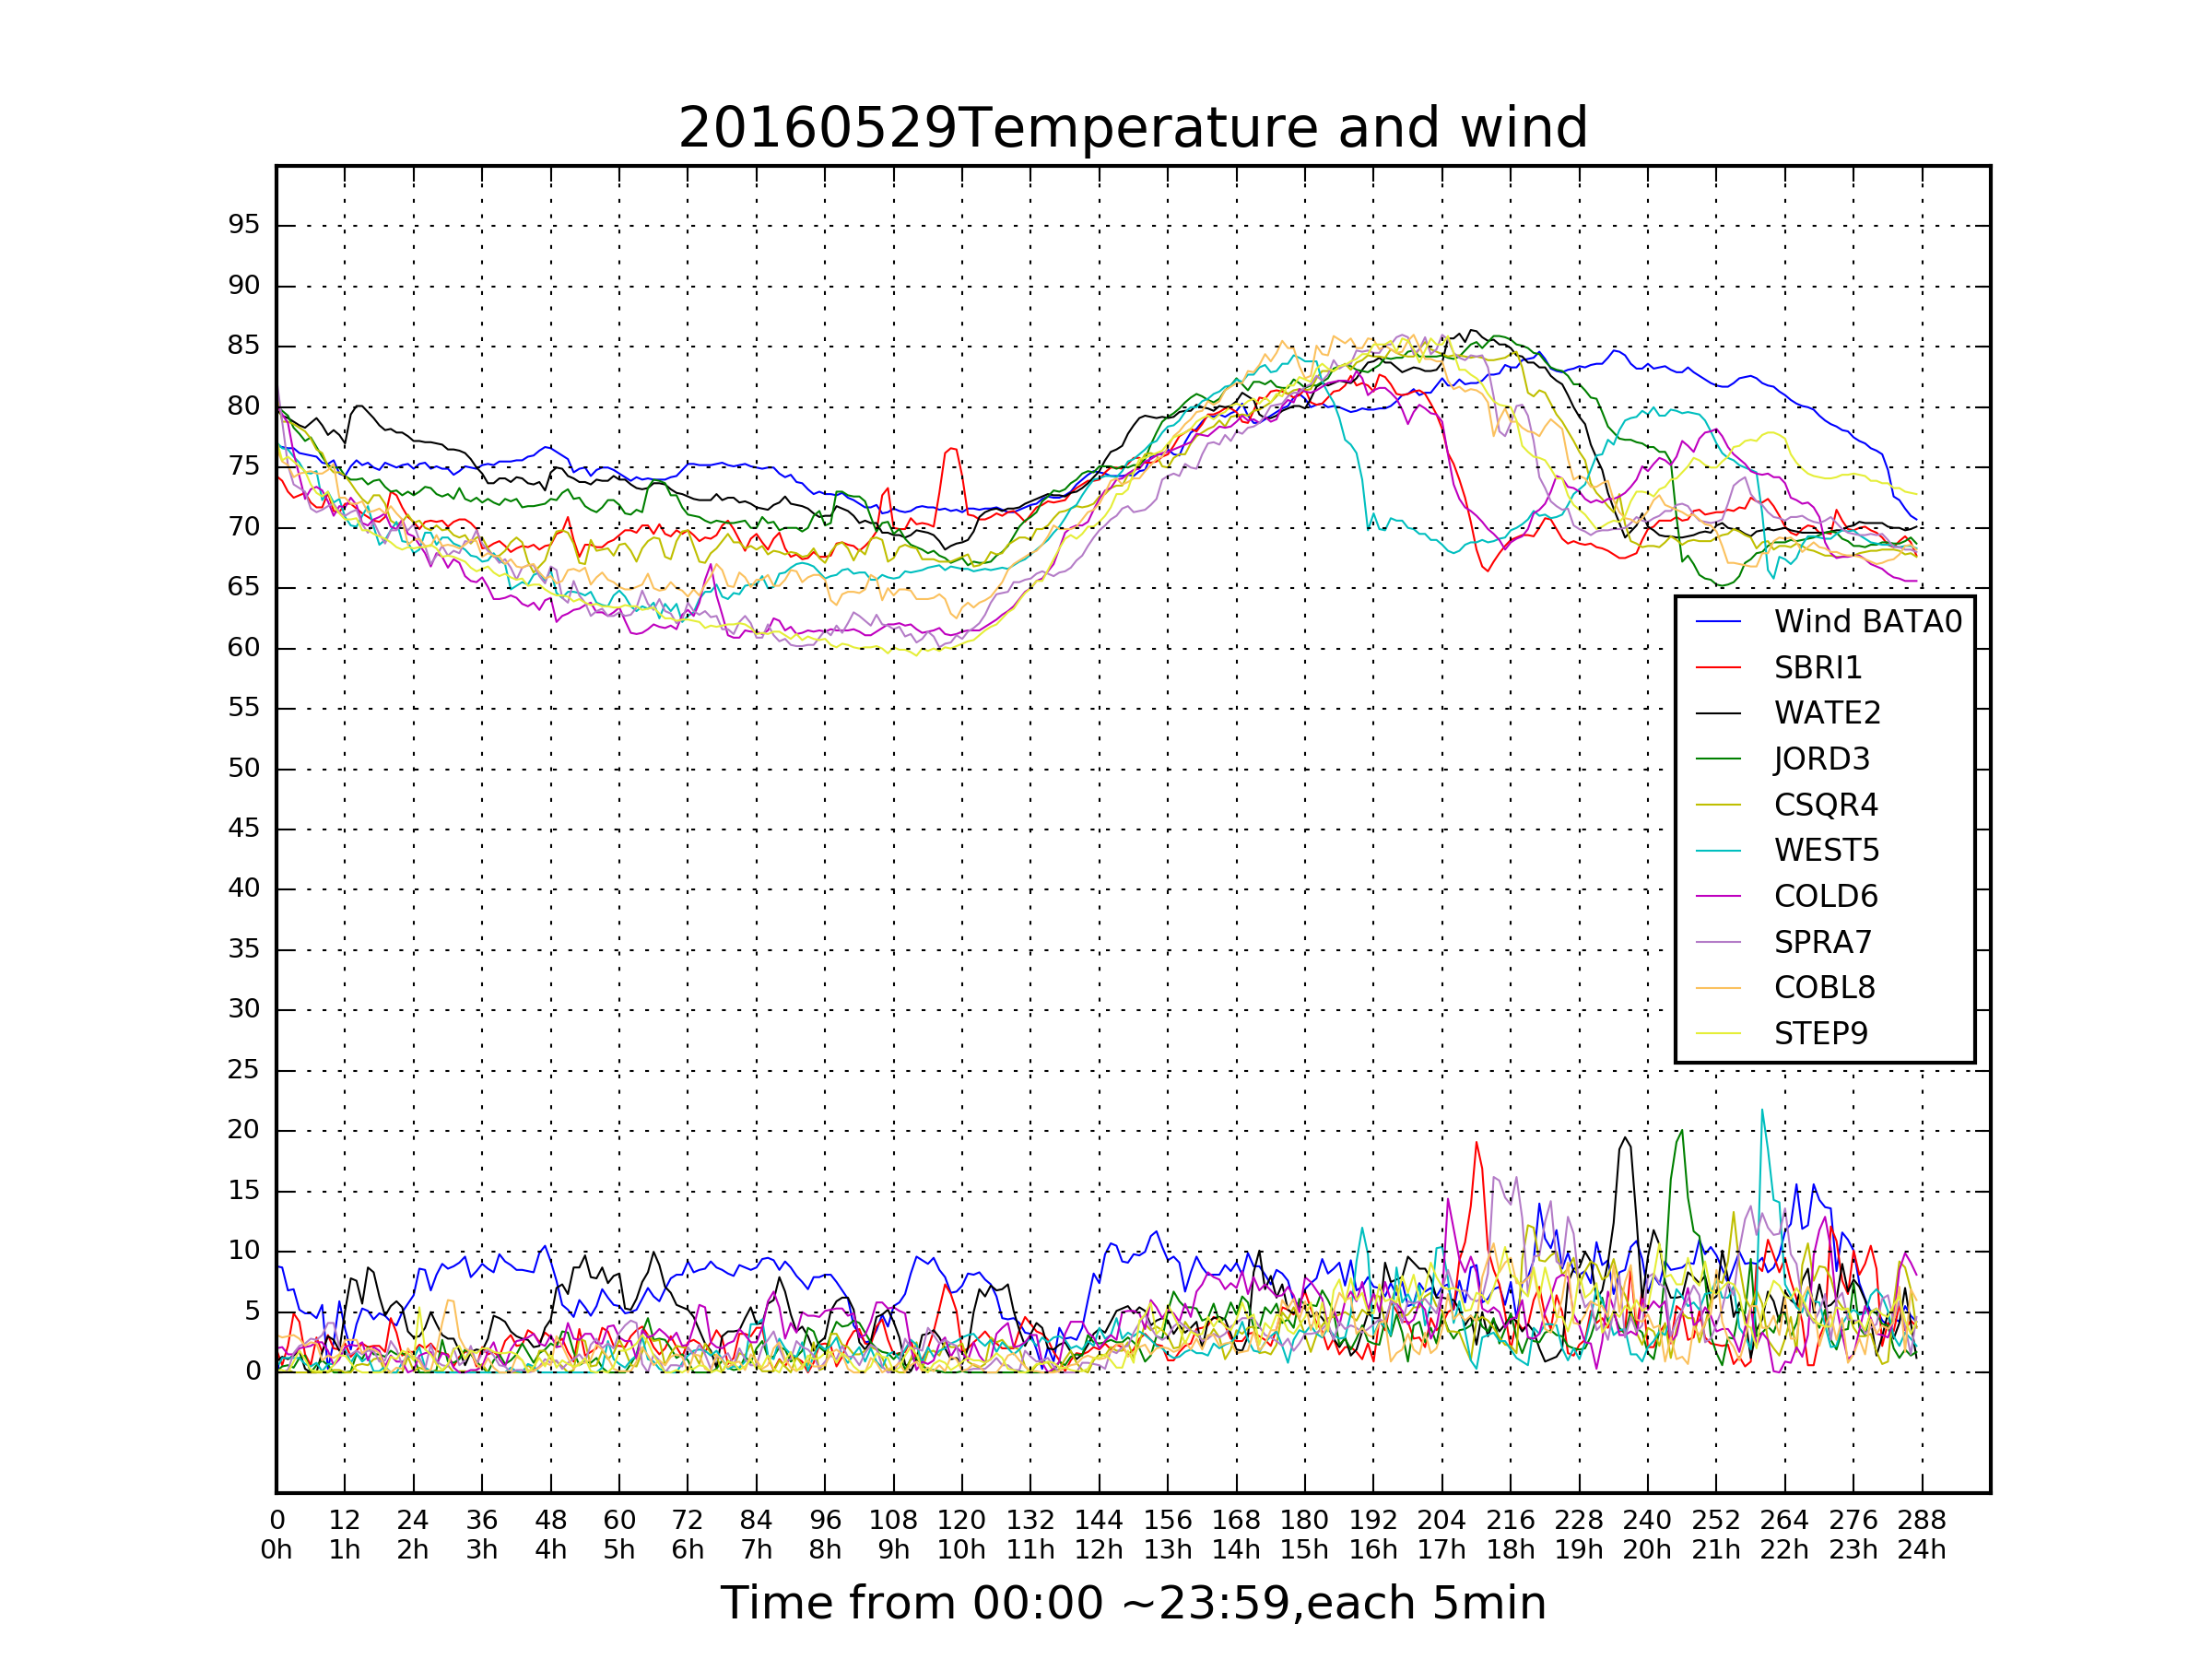 20160529Temperature and wind
95
90
85
80
75
70
65
60
55
50
45
40
35
30
25
20
15
10
5
0
Wind BATA0
SBRI1
WATE2
JORD3
CSQR4
WEST5
COLD6
SPRA7
COBL8
STEP9
0 12 24 36 48 60 72 84 96 108 120 132 144 156 168 180 192 204 216 228 240 252 264 276 288
0h 1h 2h 3h 4h 5h 6h 7h 8h 9h 10h 11h 12h 13h 14h 15h 16h 17h 18h 19h 20h 21h 22h 23h 24h
Time from 00:00 ~23:59,each 5min